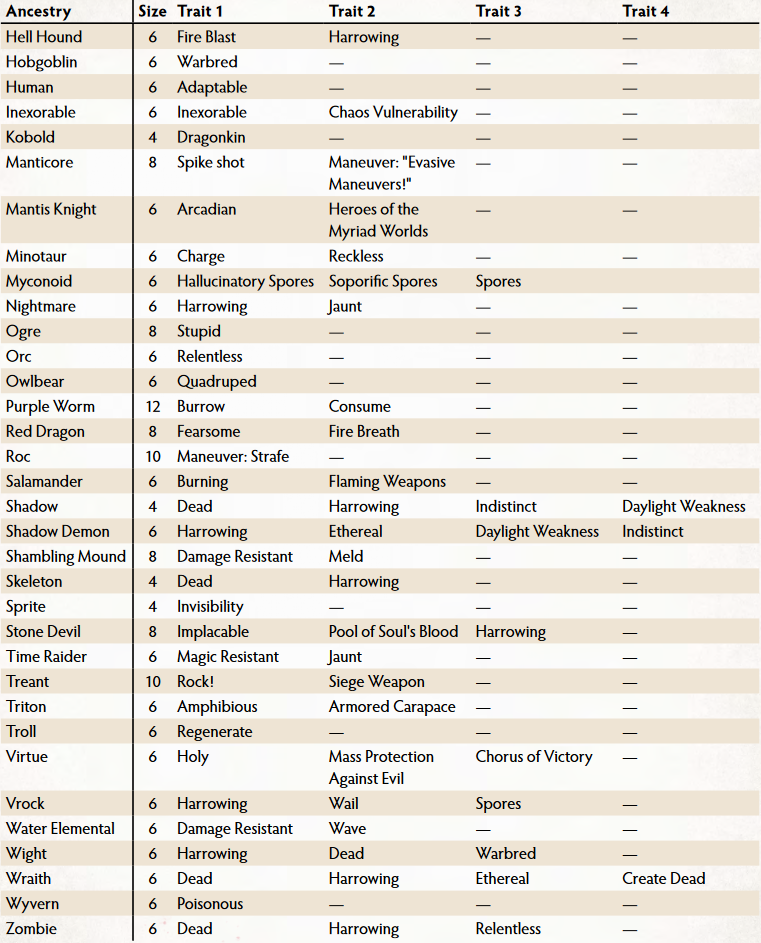 Ancestry Size Trait 1 Trait 2 Trait 3 Trait 4
Hell Hound 6 Fire Blast Harrowing — —
Hobgoblin 6 Warbred — — —
Human 6 Adaptable — — —
Inexorable 6 Inexorable Chaos Vulnerability — —
Kobold 4 Dragonkin — — —
Manticore 8 Spike shot Maneuver: "Evasive — —
Maneuvers!"
Mantis Knight 6 Arcadian Heroes of the — —
Myriad Worlds
Minotaur 6 Charge Reckless — —
Myconoid 6 Hallucinatory Spores Soporific Spores Spores —
Nightmare 6 Harrowing Jaunt — —
Ogre 8 Stupid — — —
Orc 6 Relentless — — —
Owlbear 6 Quadruped — — —
Purple Worm 12 Burrow Consume — —
Red Dragon 8 Fearsome Fire Breath — —
Roc 10 Maneuver: Strafe — — —
Salamander 6 Burning Flaming Weapons — —
Shadow 4 Dead Harrowing Indistinct Daylight Weakness
Shadow Demon 6 Harrowing Ethereal Daylight Weakness Indistinct
Shambling Mound 8 Damage Resistant Meld — —
Skeleton 4 Dead Harrowing — —
Sprite 4 Invisibility — — —
Stone Devil 8 Implacable Pool of Soul's Blood Harrowing —
Time Raider 6 Magic Resistant Jaunt — —
Treant 10 Rock! Siege Weapon — —
Triton 6 Amphibious Armored Carapace — —
Troll 6 Regenerate — — —
Virtue 6 Holy Mass Protection Chorus of Victory —
Against Evil
Vrock 6 Harrowing Wail Spores —
Water Elemental 6 Damage Resistant Wave — —
Wight 6 Harrowing Dead Warbred —
Wraith 6 Dead Harrowing Ethereal Create Dead
Wyvern 6 Poisonous — — —
Zombie 6 Dead Harrowing Relentless —